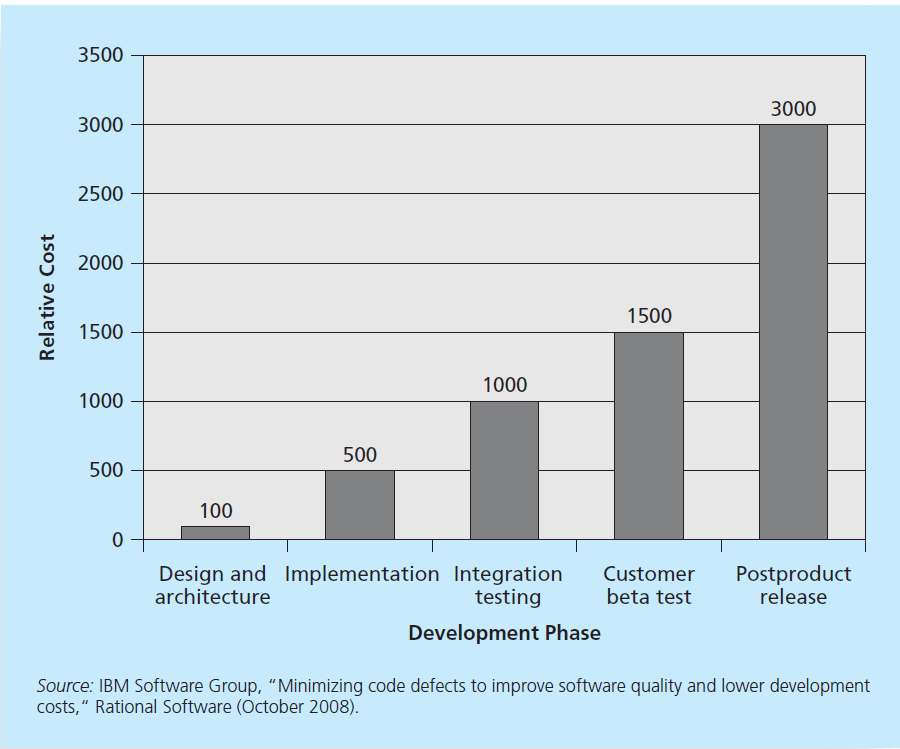 3500
3000
3000
2500
2000
Relative Cost
1500
1500
1000
1000
500
500
100
0
Design and
architecture
Implementation
Integration
testing
Customer
beta test
Postproduct
release
Development Phase
Source: IBM Software Group, “Minimizing code defects to improve software quality and lower development
costs,“ Rational Software (October 2008).